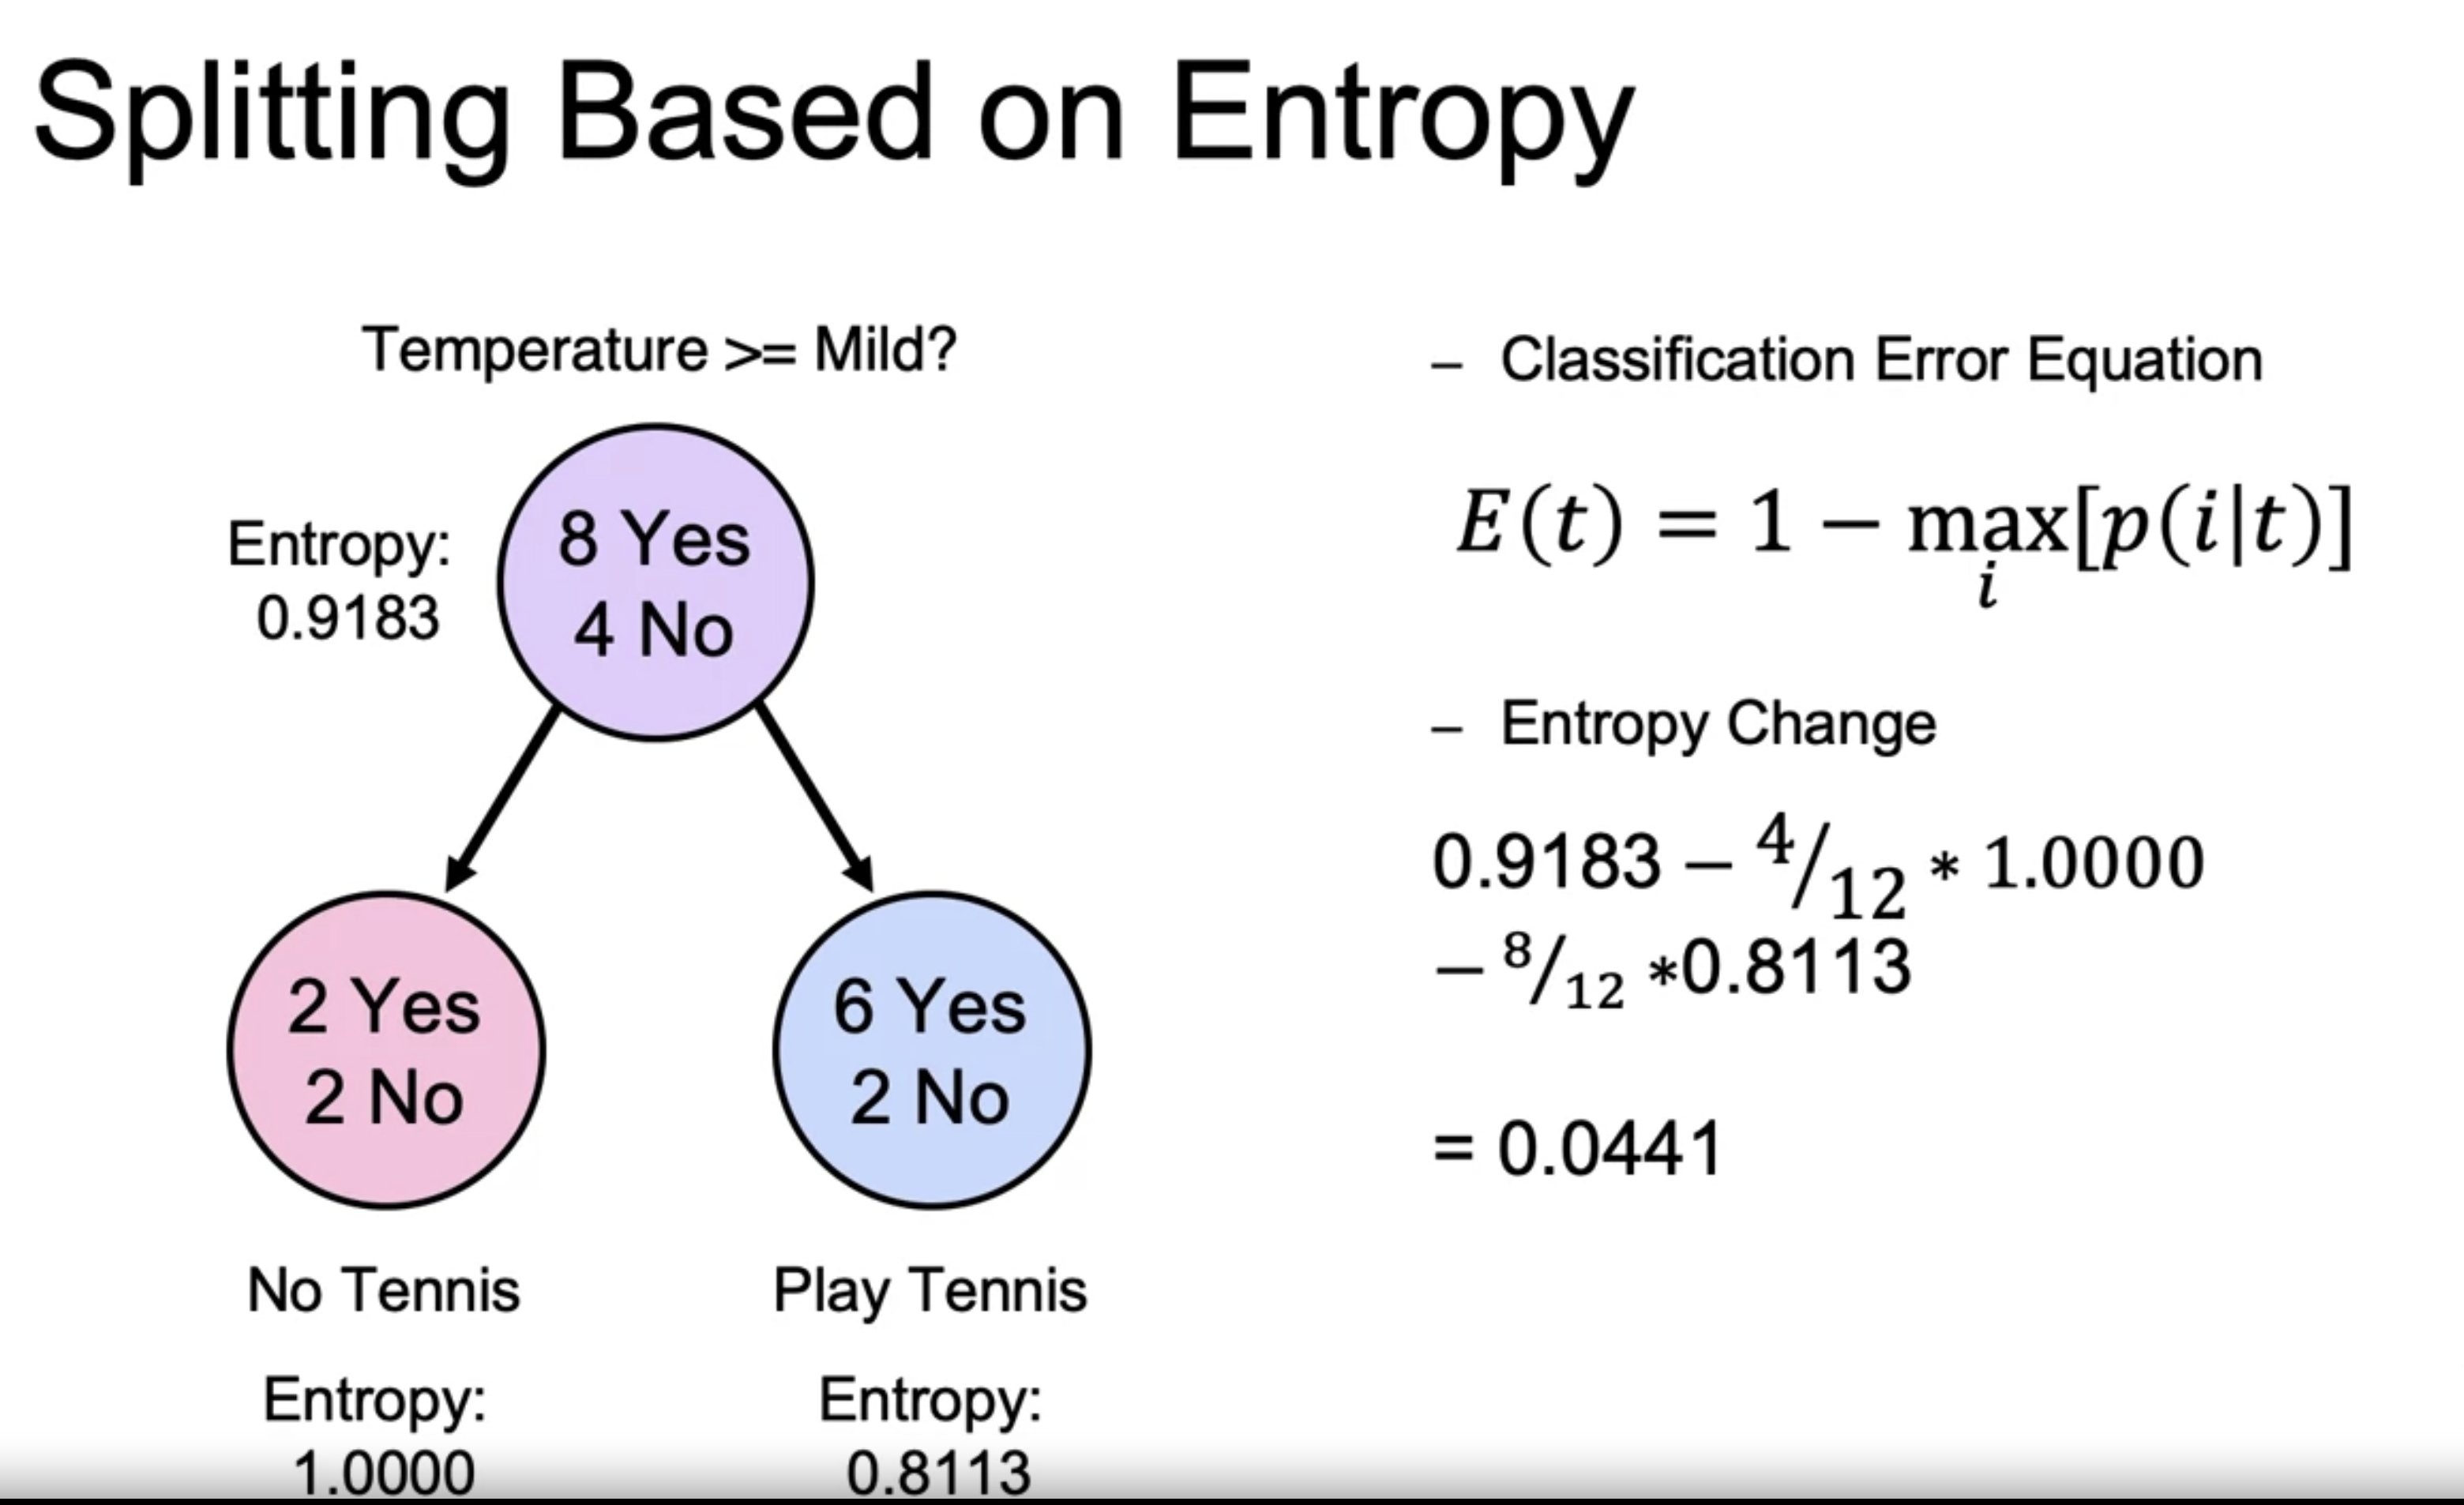 Splitting Based on Entropy
Temperature >= Mild?
Entropy:
0.9183
8 Yes
4 No
2 Yes
2 No
6 Yes
2 No
No Tennis
Play Tennis
Entropy:
1.0000
Entropy:
0.8113
– Classification Error Equation
E(t) = 1 − max[p(i|t)]
i
– Entropy Change
0.9183 − 4/12 * 1.0000
− 8/12 *0.8113
= 0.0441